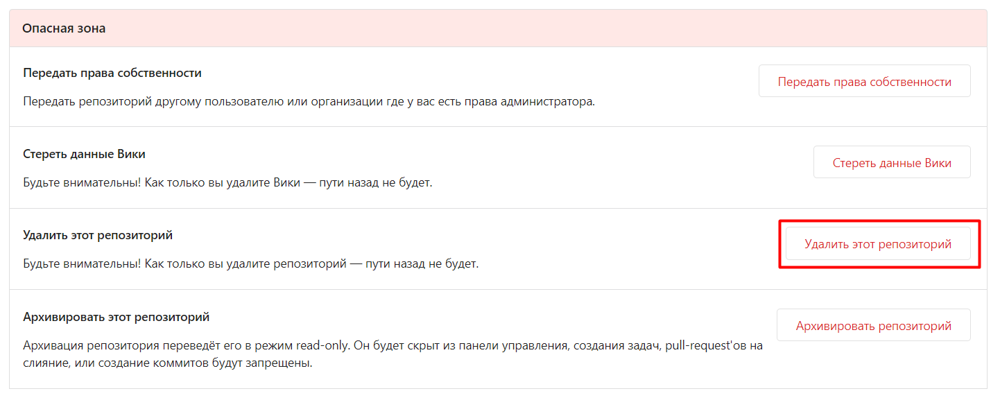 Опасная зона
Передать права собственности
Передать права собственности
Передать репозиторий другому пользователю или организации где у вас есть права администратора.
Стереть данные Вики
Стереть данные Вики
Будьте внимательны! Как только вы удалите Вики — пути назад не будет.
Удалить этот репозиторий
Удалить этот репозиторий
Будьте внимательны! Как только вы удалите репозиторий — пути назад не будет.
Архивировать этот репозиторий
Архивировать репозиторий
Архивация репозитория переведёт его в режим read-only. Он будет скрыт из панели управления, создания задач, pull-request'ов на
слияние, или создание коммитов будут запрещены.